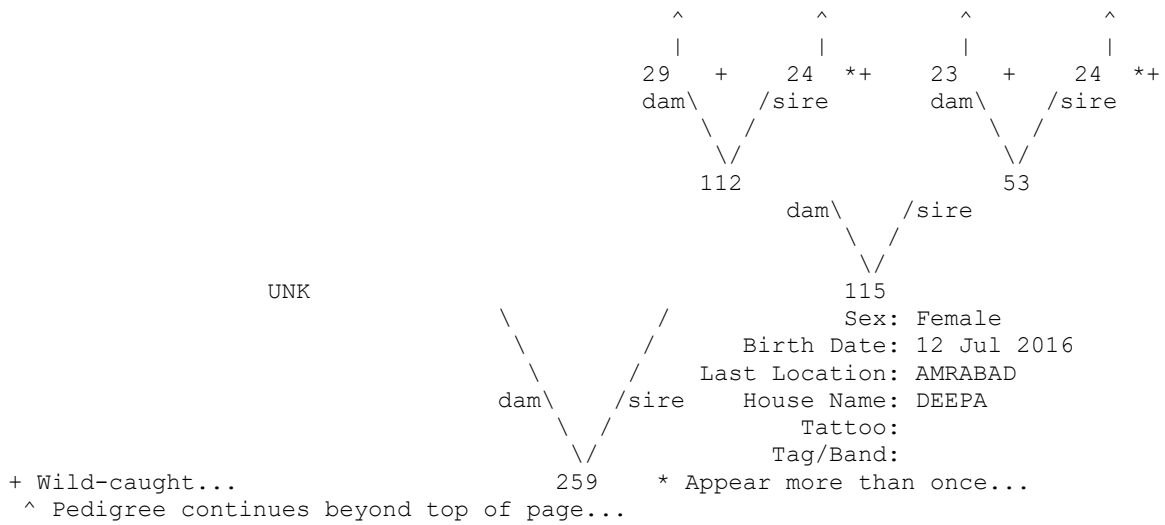 ^ ^ ^ ^
| | | |
29 + 24 *+ 23 + 24 *+
dam\ /sire dam\ /sire
\ / \ /
\/ \/
112 53
dam\ /sire
\ /
\/
UNK 115
\ / Sex: Female
\ / Birth Date: 12 Jul 2016
\ / Last Location: AMRABAD
dam\ /sire House Name: DEEPA
\ / Tattoo:
\/ Tag/Band:
+ Wild-caught... 259 * Appear more than once...
^ Pedigree continues beyond top of page...